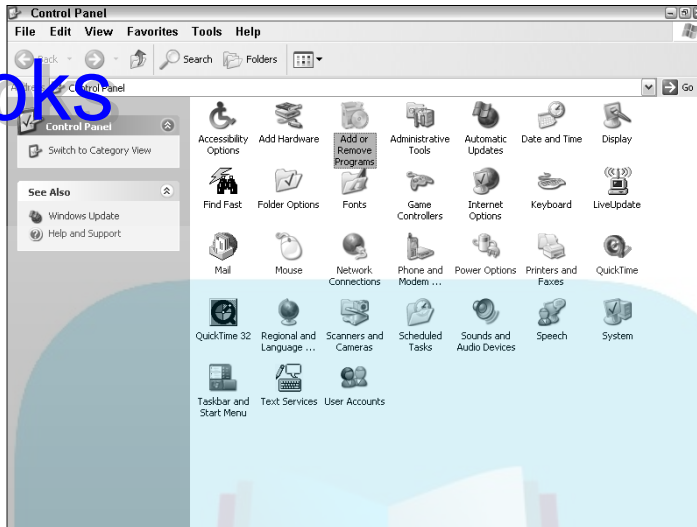 Control Panel
File Edit View Favorites Tools Help
Back Search Folders
Address Control Panel Go
oks
Control Panel
Switch to Category View
See Also
Windows Update
Help and Support
Accessibility Options
Add Hardware
Add or Remove Programs
Administrative Tools
Automatic Updates
Date and Time
Display
Find Fast
Folder Options
Fonts
Game Controllers
Internet Options
Keyboard
LiveUpdate
Mail
Mouse
Network Connections
Phone and Modem ...
Power Options
Printers and Faxes
QuickTime
QuickTime 32
Regional and Language ...
Scanners and Cameras
Scheduled Tasks
Sounds and Audio Devices
Speech
System
Taskbar and Start Menu
Text Services
User Accounts